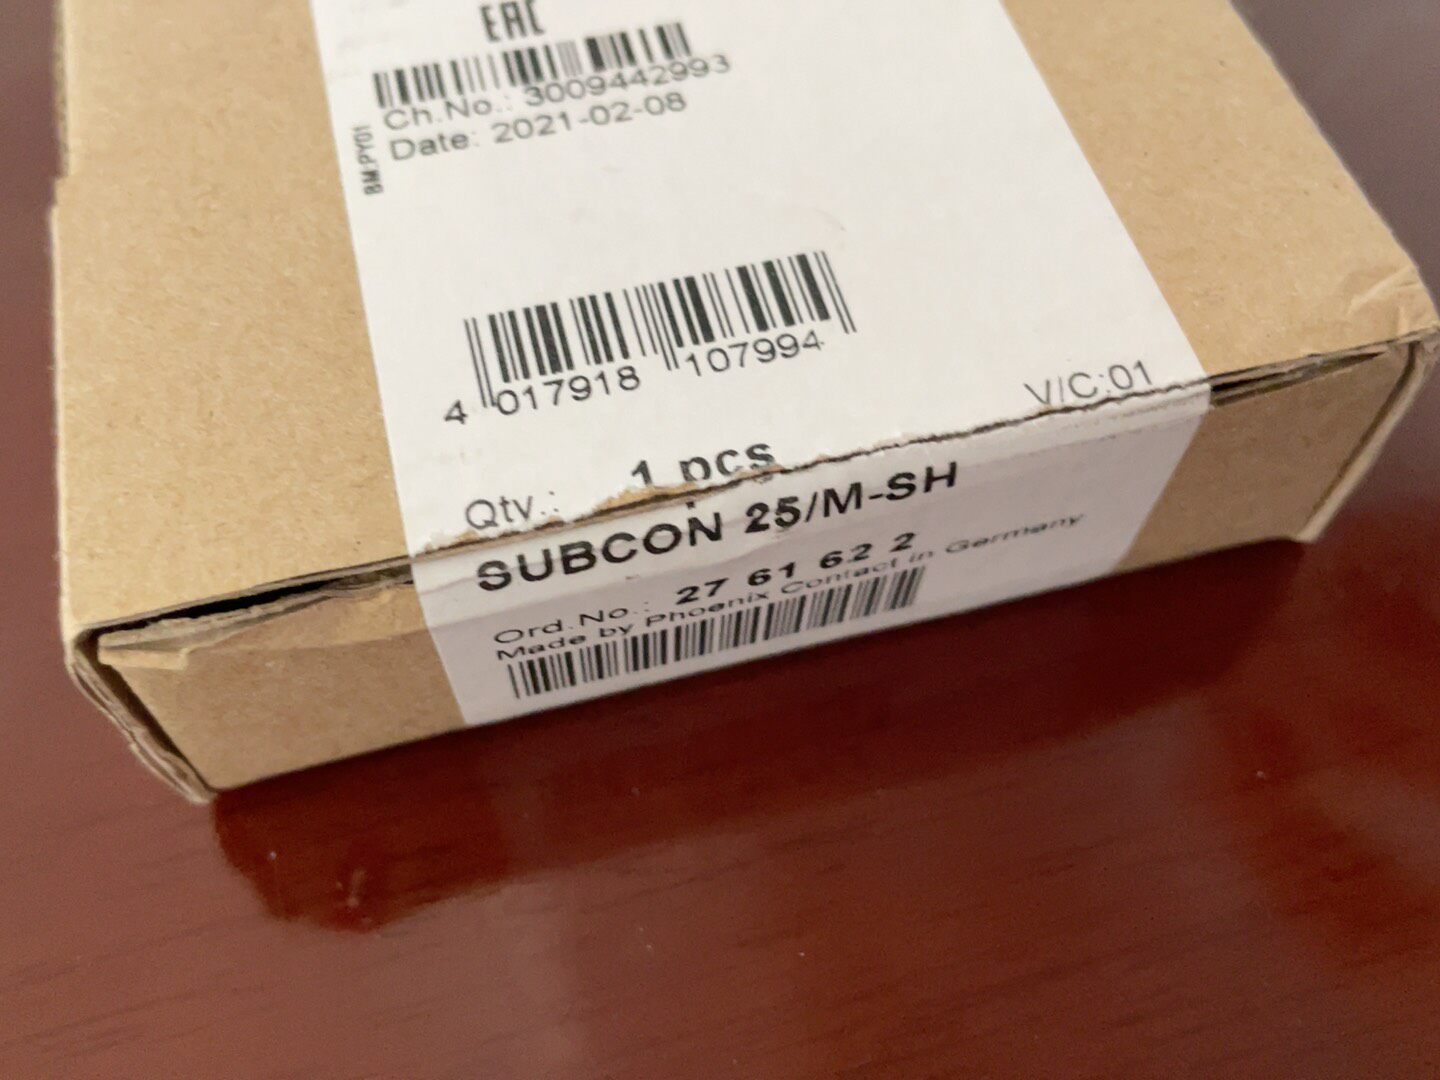 EAC
Ch.No.: 3009442993
Date: 2021-02-08
BM:PY01
4 017918 107994
V/C:01
Qty.: 1 pcs
SUBCON 25/M-SH
Ord.No.: 27 61 62 2
Made by Phoenix Contact in Germany